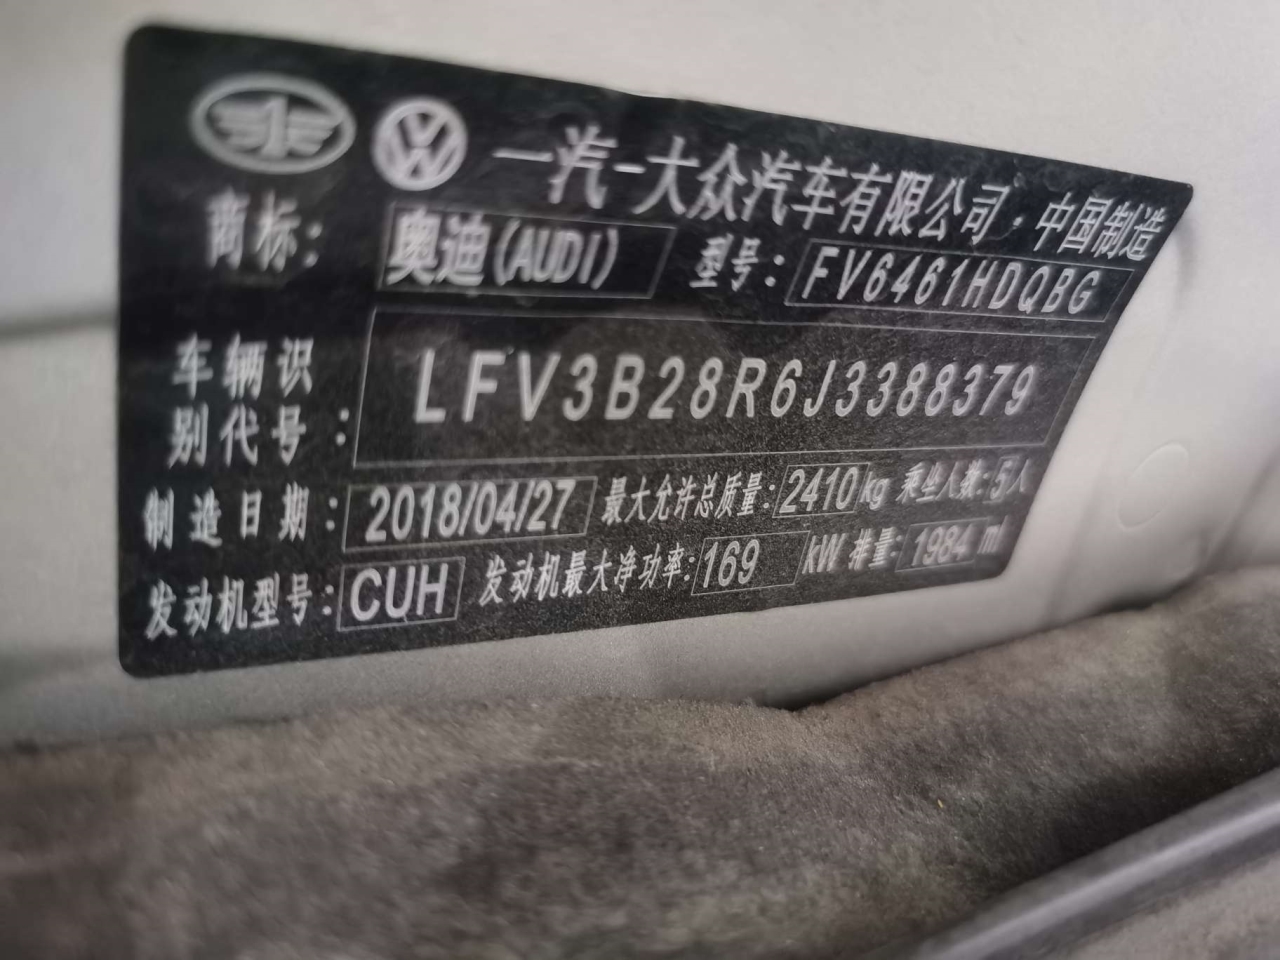 一汽-大众汽车有限公司·中国制造
商标: 奥迪(AUDI) 型号: FV6461HDQBG
车辆识
别代号: LFV3B28R6J3388379
制造日期: 2018/04/27 最大允许总质量: 2410 kg 乘坐人数: 5人
发动机型号: CUH 发动机最大净功率: 169 kW 排量: 1984 ml